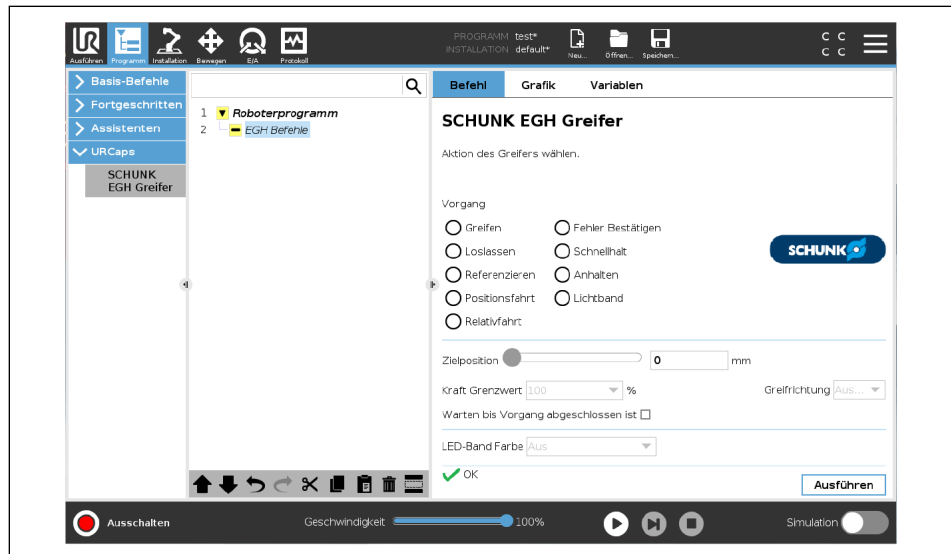 UR
PROGRAMM test*
INSTALLATION default*
C C
C C
Ausführen Programm Installation Bewegen E/A Protokoll
Neu... Öffnen... Speichern...
Basis-Befehle
Fortgeschritten
Assistenten
URCaps
SCHUNK
EGH Greifer
1 Roboterprogramm
2 EGH Befehle
Befehl Grafik Variablen
SCHUNK EGH Greifer
Aktion des Greifers wählen.
Vorgang
Greifen Fehler Bestätigen
Loslassen Schnellhalt
Referenzieren Anhalten
Positionsfahrt Lichtband
Relativfahrt
SCHUNK
Zielposition 0 mm
Kraft Grenzwert 100 % Greifrichtung Aus...
Warten bis Vorgang abgeschlossen ist
LED-Band Farbe Aus
OK
Ausführen
Ausschalten Geschwindigkeit 100% Simulation